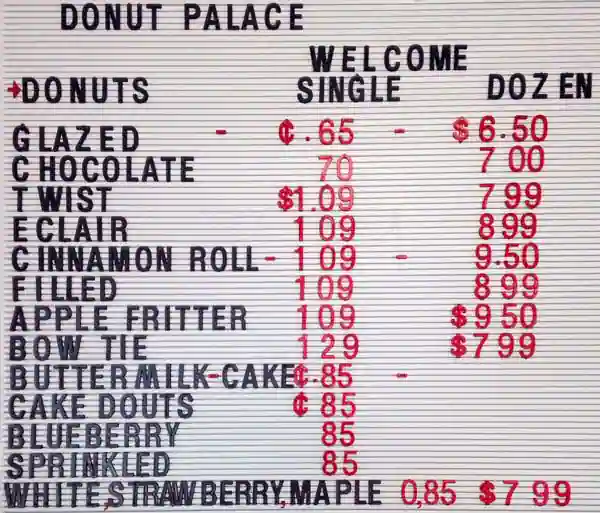 DONUT PALACE
WELCOME
→DONUTS SINGLE DOZEN
GLAZED - ¢.65 - $6.50
CHOCOLATE 70 7 00
TWIST $1.09 7 99
ECLAIR 1 09 8 99
CINNAMON ROLL - 1 09 - 9.50
FILLED 1 09 8 99
APPLE FRITTER 1 09 $9 50
BOW TIE 1 29 $7 99
BUTTERMILK-CAKE¢.85 -
CAKE DOUTS ¢ 85
BLUEBERRY 85
SPRINKLED 85
WHITE,STRAWBERRY,MAPLE 0,85 $7 99